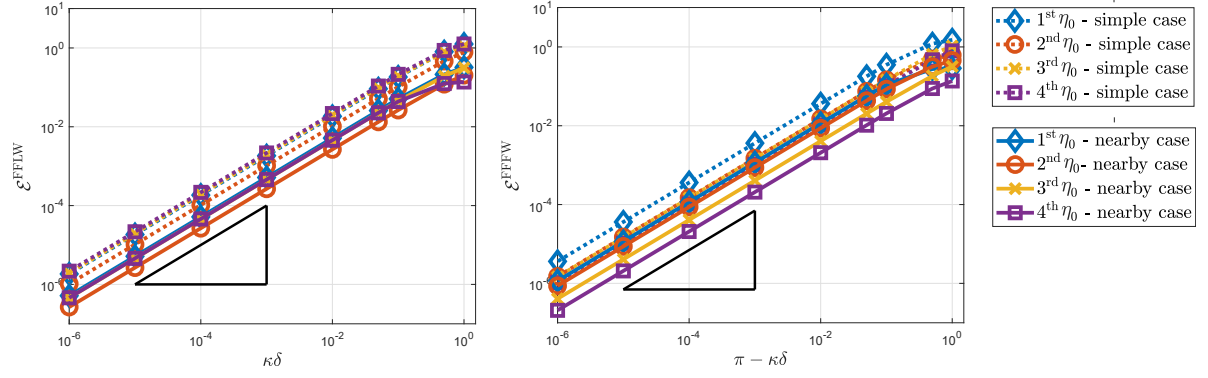 10^2
10^0
10^-2
10^-4
10^-6
ℰ^FFLW
10^-6
10^-4
10^-2
10^0
κδ
10^2
10^0
10^-2
10^-4
10^-6
ℰ^FFFW
10^-6
10^-4
10^-2
10^0
π − κδ
1^st η_0 - simple case
2^nd η_0 - simple case
3^rd η_0 - simple case
4^th η_0 - simple case
1^st η_0 - nearby case
2^nd η_0 - nearby case
3^rd η_0 - nearby case
4^th η_0 - nearby case